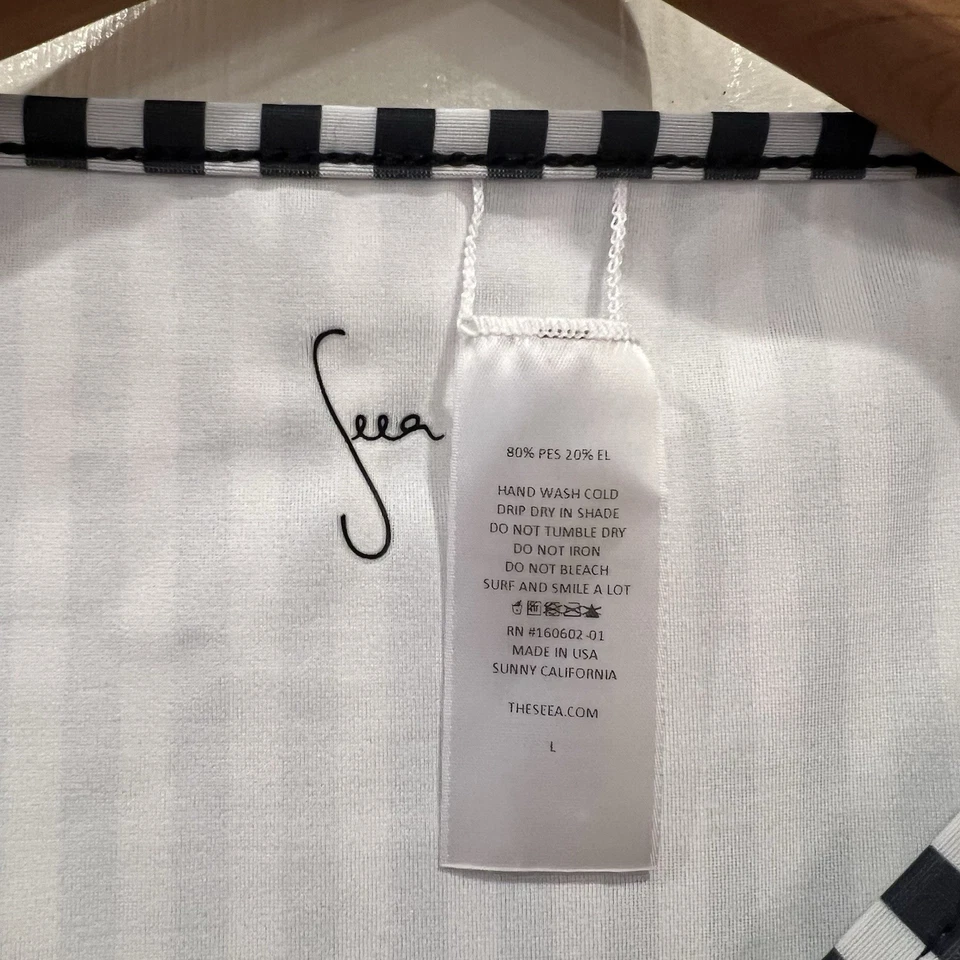 Seea
80% PES 20% EL
HAND WASH COLD
DRIP DRY IN SHADE
DO NOT TUMBLE DRY
DO NOT IRON
DO NOT BLEACH
SURF AND SMILE A LOT
RN #160602-01
MADE IN USA
SUNNY CALIFORNIA
THESEEA.COM
L